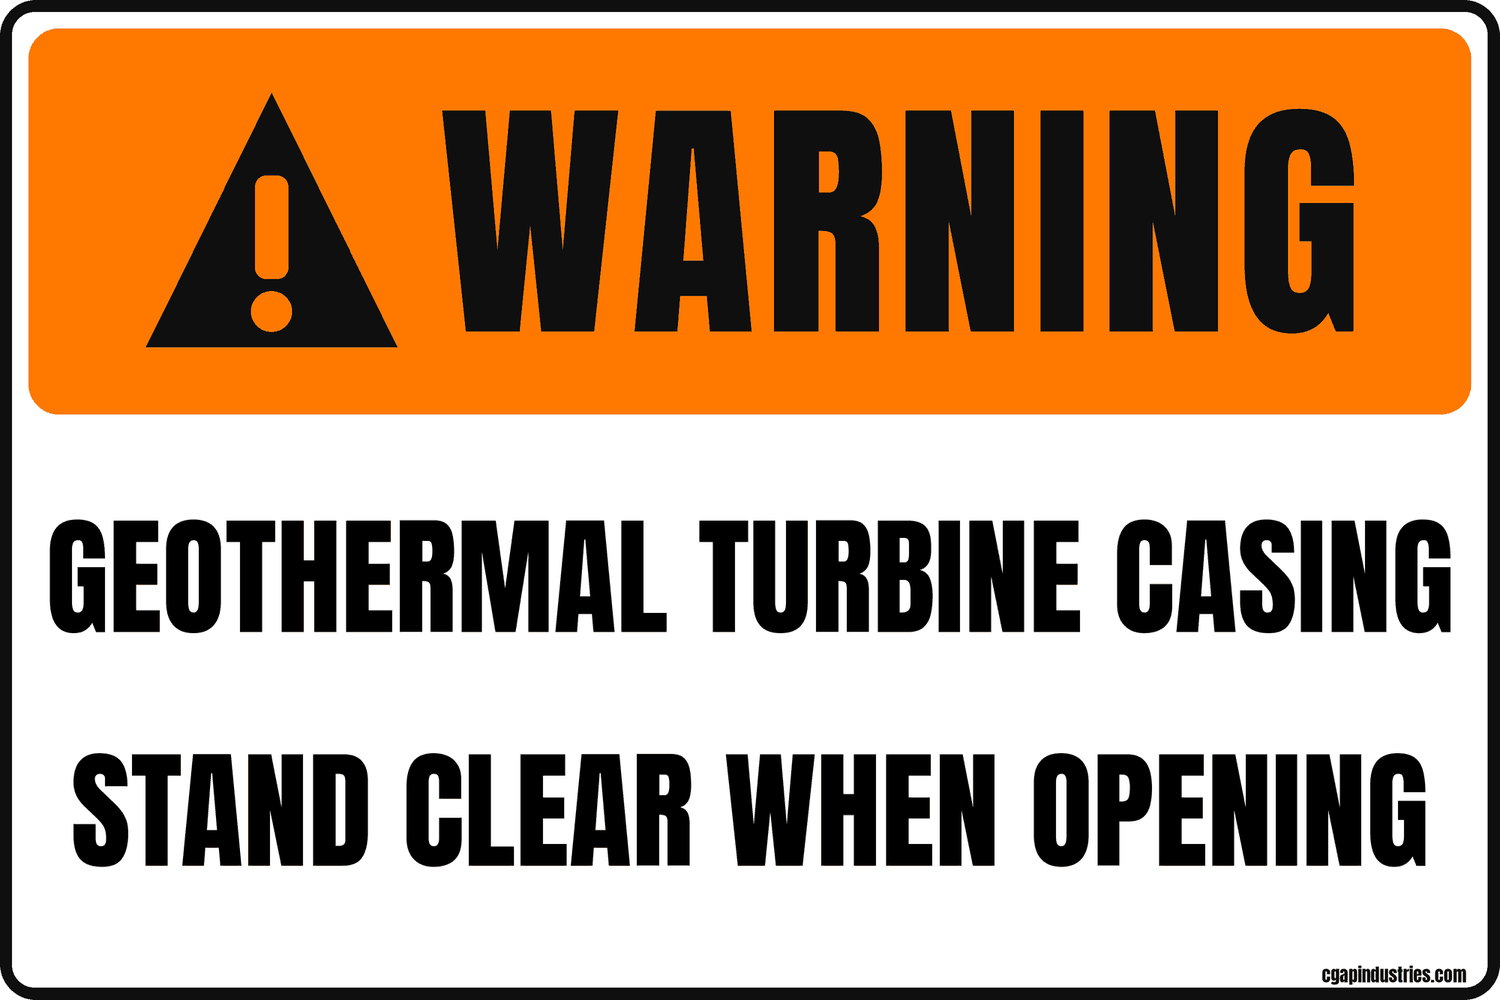 WARNING
GEOTHERMAL TURBINE CASING
STAND CLEAR WHEN OPENING
cgapindustries.com